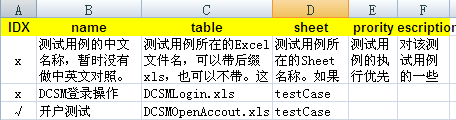 A B C D E F
IDX name table sheet prority escription
x 测试用例的中文名称，暂时没有做中英文对照。 测试用例所在的Excel文件名，可以带后缀xls，也可以不带。这 测试用例所在的Sheet名称。如果 测试用例的执行优先 对该测试用例的一些
x DCSM登录操作 DCSMLogin.xls testCase
√ 开户测试 DCSMOpenAccout.xls testCase